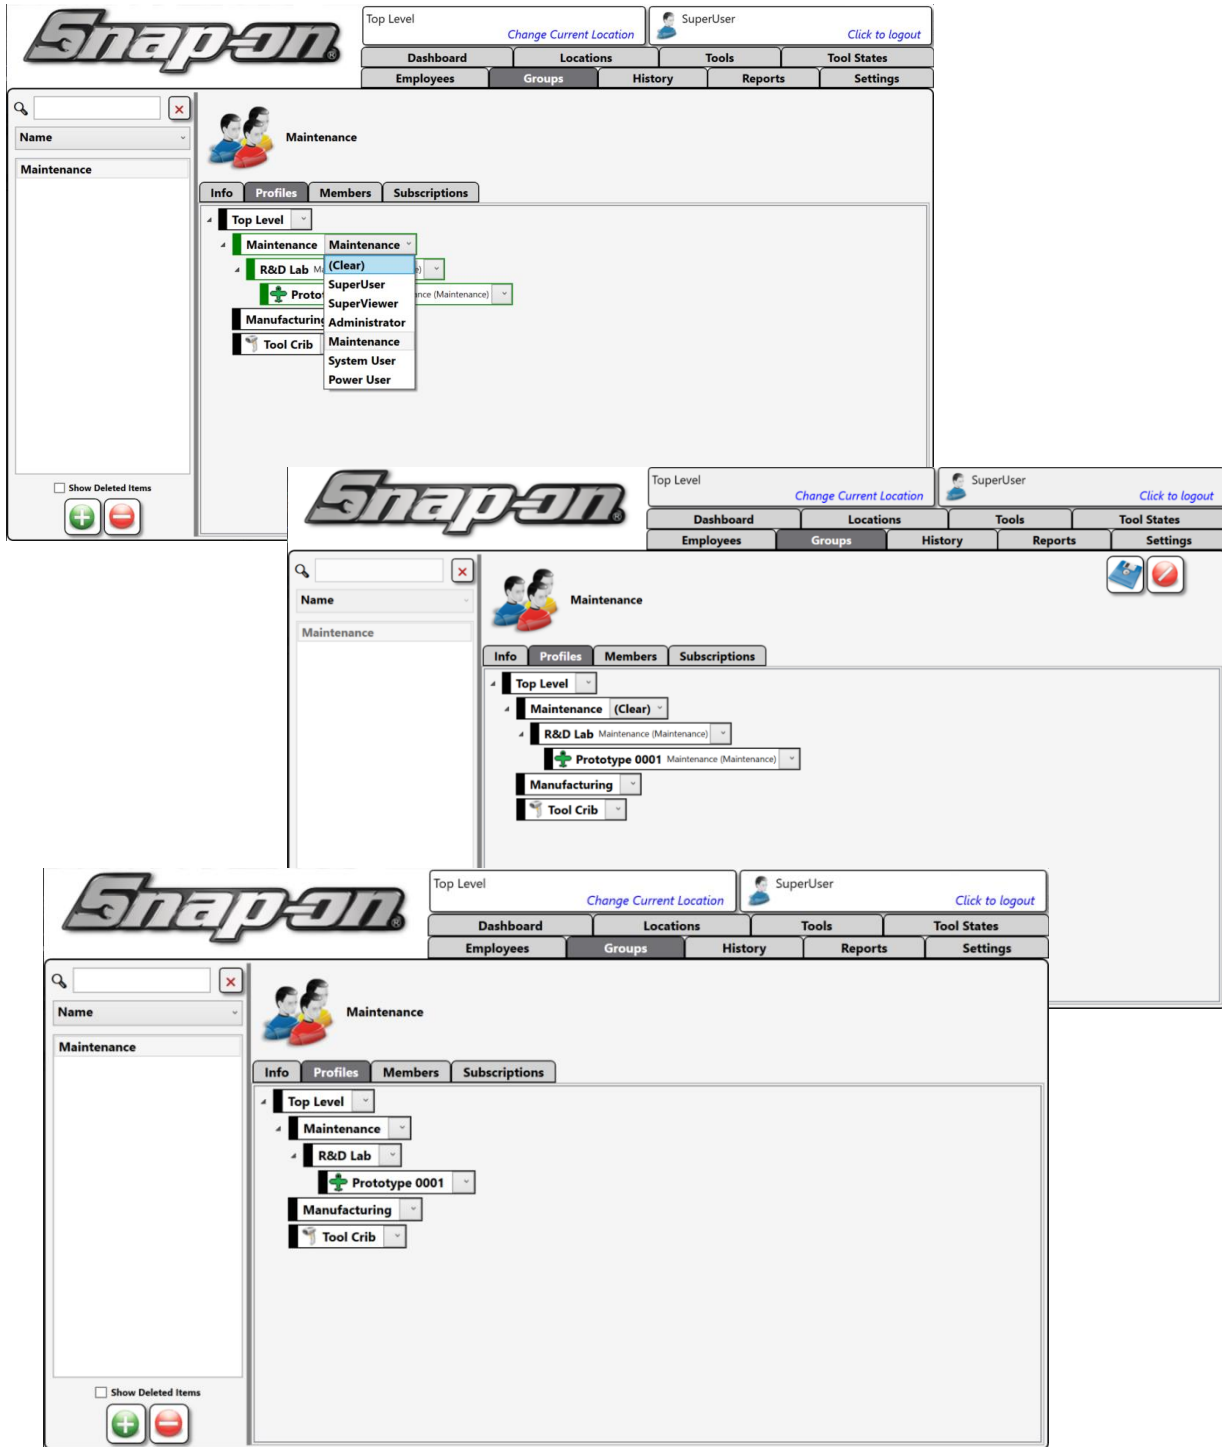 Snap-on®
Top Level
Change Current Location
SuperUser
Click to logout
Dashboard Locations Tools Tool States
Employees Groups History Reports Settings
Name
Maintenance
Show Deleted Items
Maintenance
Info Profiles Members Subscriptions
Top Level
Maintenance Maintenance
(Clear)
SuperUser
SuperViewer
Administrator
Maintenance
System User
Power User
R&D Lab
(Maintenance)
Manufacturing
Tool Crib
Snap-on®
Top Level
Change Current Location
SuperUser
Click to logout
Dashboard Locations Tools Tool States
Employees Groups History Reports Settings
Name
Maintenance
Maintenance
Info Profiles Members Subscriptions
Top Level
Maintenance (Clear)
R&D Lab Maintenance (Maintenance)
Prototype 0001 Maintenance (Maintenance)
Manufacturing
Tool Crib
Snap-on®
Top Level
Change Current Location
SuperUser
Click to logout
Dashboard Locations Tools Tool States
Employees Groups History Reports Settings
Name
Maintenance
Show Deleted Items
Maintenance
Info Profiles Members Subscriptions
Top Level
Maintenance
R&D Lab
Prototype 0001
Manufacturing
Tool Crib